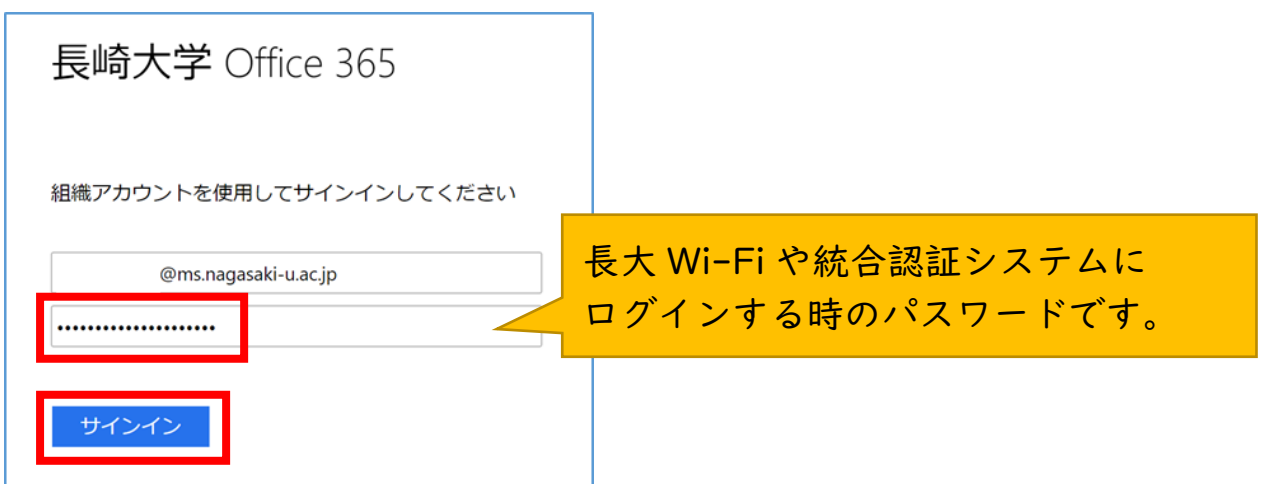 長崎大学 Office 365
組織アカウントを使用してサインインしてください
@ms.nagasaki-u.ac.jp
•••••••••••••••••••••
サインイン
長大 Wi-Fi や統合認証システムに
ログインする時のパスワードです。